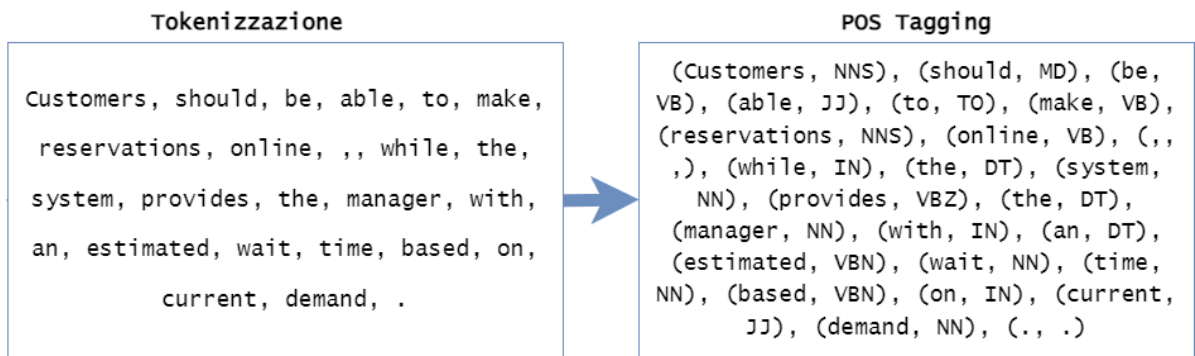 Tokenizzazione
Customers, should, be, able, to, make,
reservations, online, ,, while, the,
system, provides, the, manager, with,
an, estimated, wait, time, based, on,
current, demand, .
POS Tagging
(Customers, NNS), (should, MD), (be,
VB), (able, JJ), (to, TO), (make, VB),
(reservations, NNS), (online, VB), (,,
,), (while, IN), (the, DT), (system,
NN), (provides, VBZ), (the, DT),
(manager, NN), (with, IN), (an, DT),
(estimated, VBN), (wait, NN), (time,
NN), (based, VBN), (on, IN), (current,
JJ), (demand, NN), (., .)